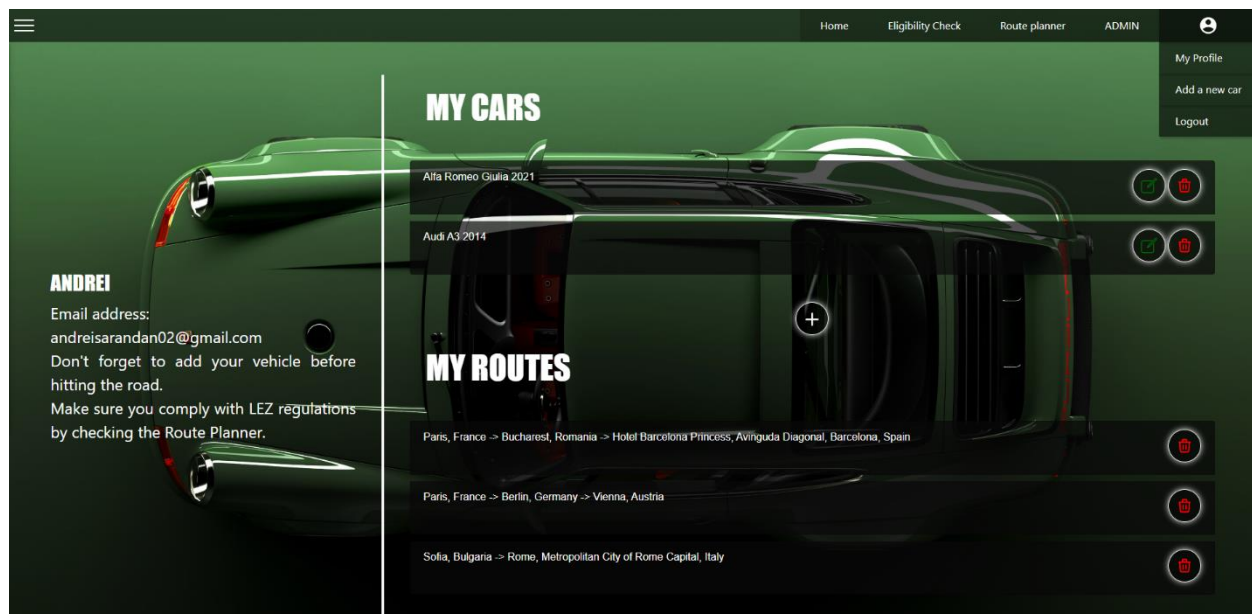 Home Eligibility Check Route planner ADMIN
My Profile
Add a new car
Logout
MY CARS
Alfa Romeo Giulia 2021
Audi A3 2014
ANDREI
Email address:
andreisarandan02@gmail.com
Don't forget to add your vehicle before
hitting the road.
Make sure you comply with LEZ regulations
by checking the Route Planner.
MY ROUTES
Paris, France -> Bucharest, Romania -> Hotel Barcelona Princess, Avinguda Diagonal, Barcelona, Spain
Paris, France -> Berlin, Germany -> Vienna, Austria
Sofia, Bulgaria -> Rome, Metropolitan City of Rome Capital, Italy